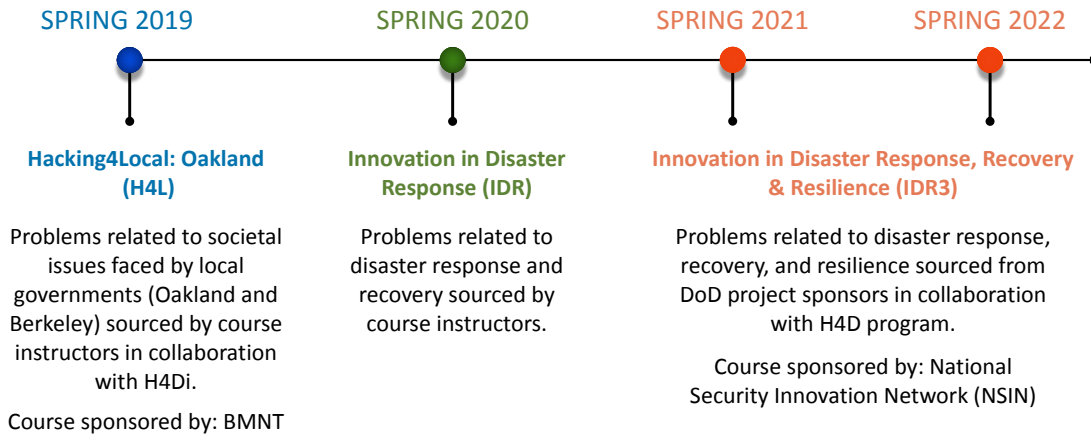 SPRING 2019
SPRING 2020
SPRING 2021
SPRING 2022
Hacking4Local: Oakland
(H4L)
Problems related to societal
issues faced by local
governments (Oakland and
Berkeley) sourced by course
instructors in collaboration
with H4Di.
Course sponsored by: BMNT
Innovation in Disaster
Response (IDR)
Problems related to
disaster response and
recovery sourced by
course instructors.
Innovation in Disaster Response, Recovery
& Resilience (IDR3)
Problems related to disaster response,
recovery, and resilience sourced from
DoD project sponsors in collaboration
with H4D program.
Course sponsored by: National
Security Innovation Network (NSIN)